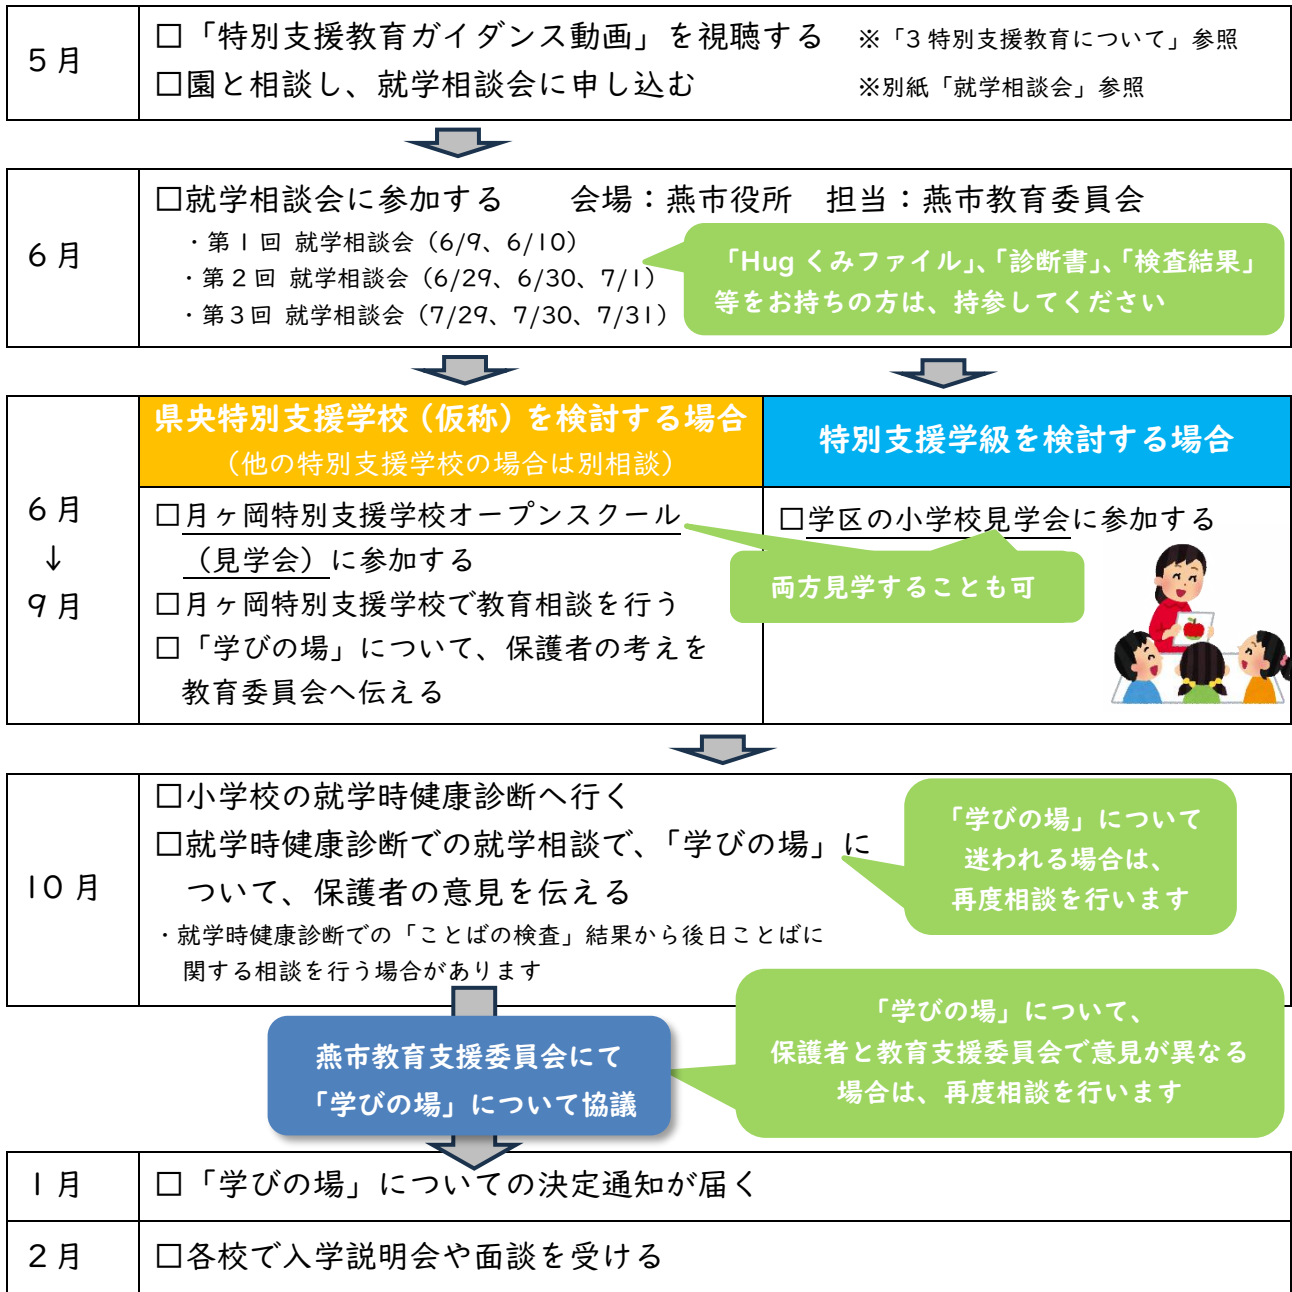 5月
□「特別支援教育ガイダンス動画」を視聴する ※「3特別支援教育について」参照
□園と相談し、就学相談会に申し込む ※別紙「就学相談会」参照
6月
□就学相談会に参加する 会場：燕市役所 担当：燕市教育委員会
・第1回 就学相談会（6/9、6/10）
・第2回 就学相談会（6/29、6/30、7/1）
・第3回 就学相談会（7/29、7/30、7/31）
「Hugくみファイル」、「診断書」、「検査結果」
等をお持ちの方は、持参してください
6月
↓
9月
県央特別支援学校（仮称）を検討する場合
（他の特別支援学校の場合は別相談）
□月ヶ岡特別支援学校オープンスクール
（見学会）に参加する
□月ヶ岡特別支援学校で教育相談を行う
□「学びの場」について、保護者の考えを
教育委員会へ伝える
特別支援学級を検討する場合
□学区の小学校見学会に参加する
両方見学することも可
10月
□小学校の就学時健康診断へ行く
□就学時健康診断での就学相談で、「学びの場」に
ついて、保護者の意見を伝える
・就学時健康診断での「ことばの検査」結果から後日ことばに
関する相談を行う場合があります
「学びの場」について
迷われる場合は、
再度相談を行います
燕市教育支援委員会にて
「学びの場」について協議
「学びの場」について、
保護者と教育支援委員会で意見が異なる
場合は、再度相談を行います
1月
□「学びの場」についての決定通知が届く
2月
□各校で入学説明会や面談を受ける